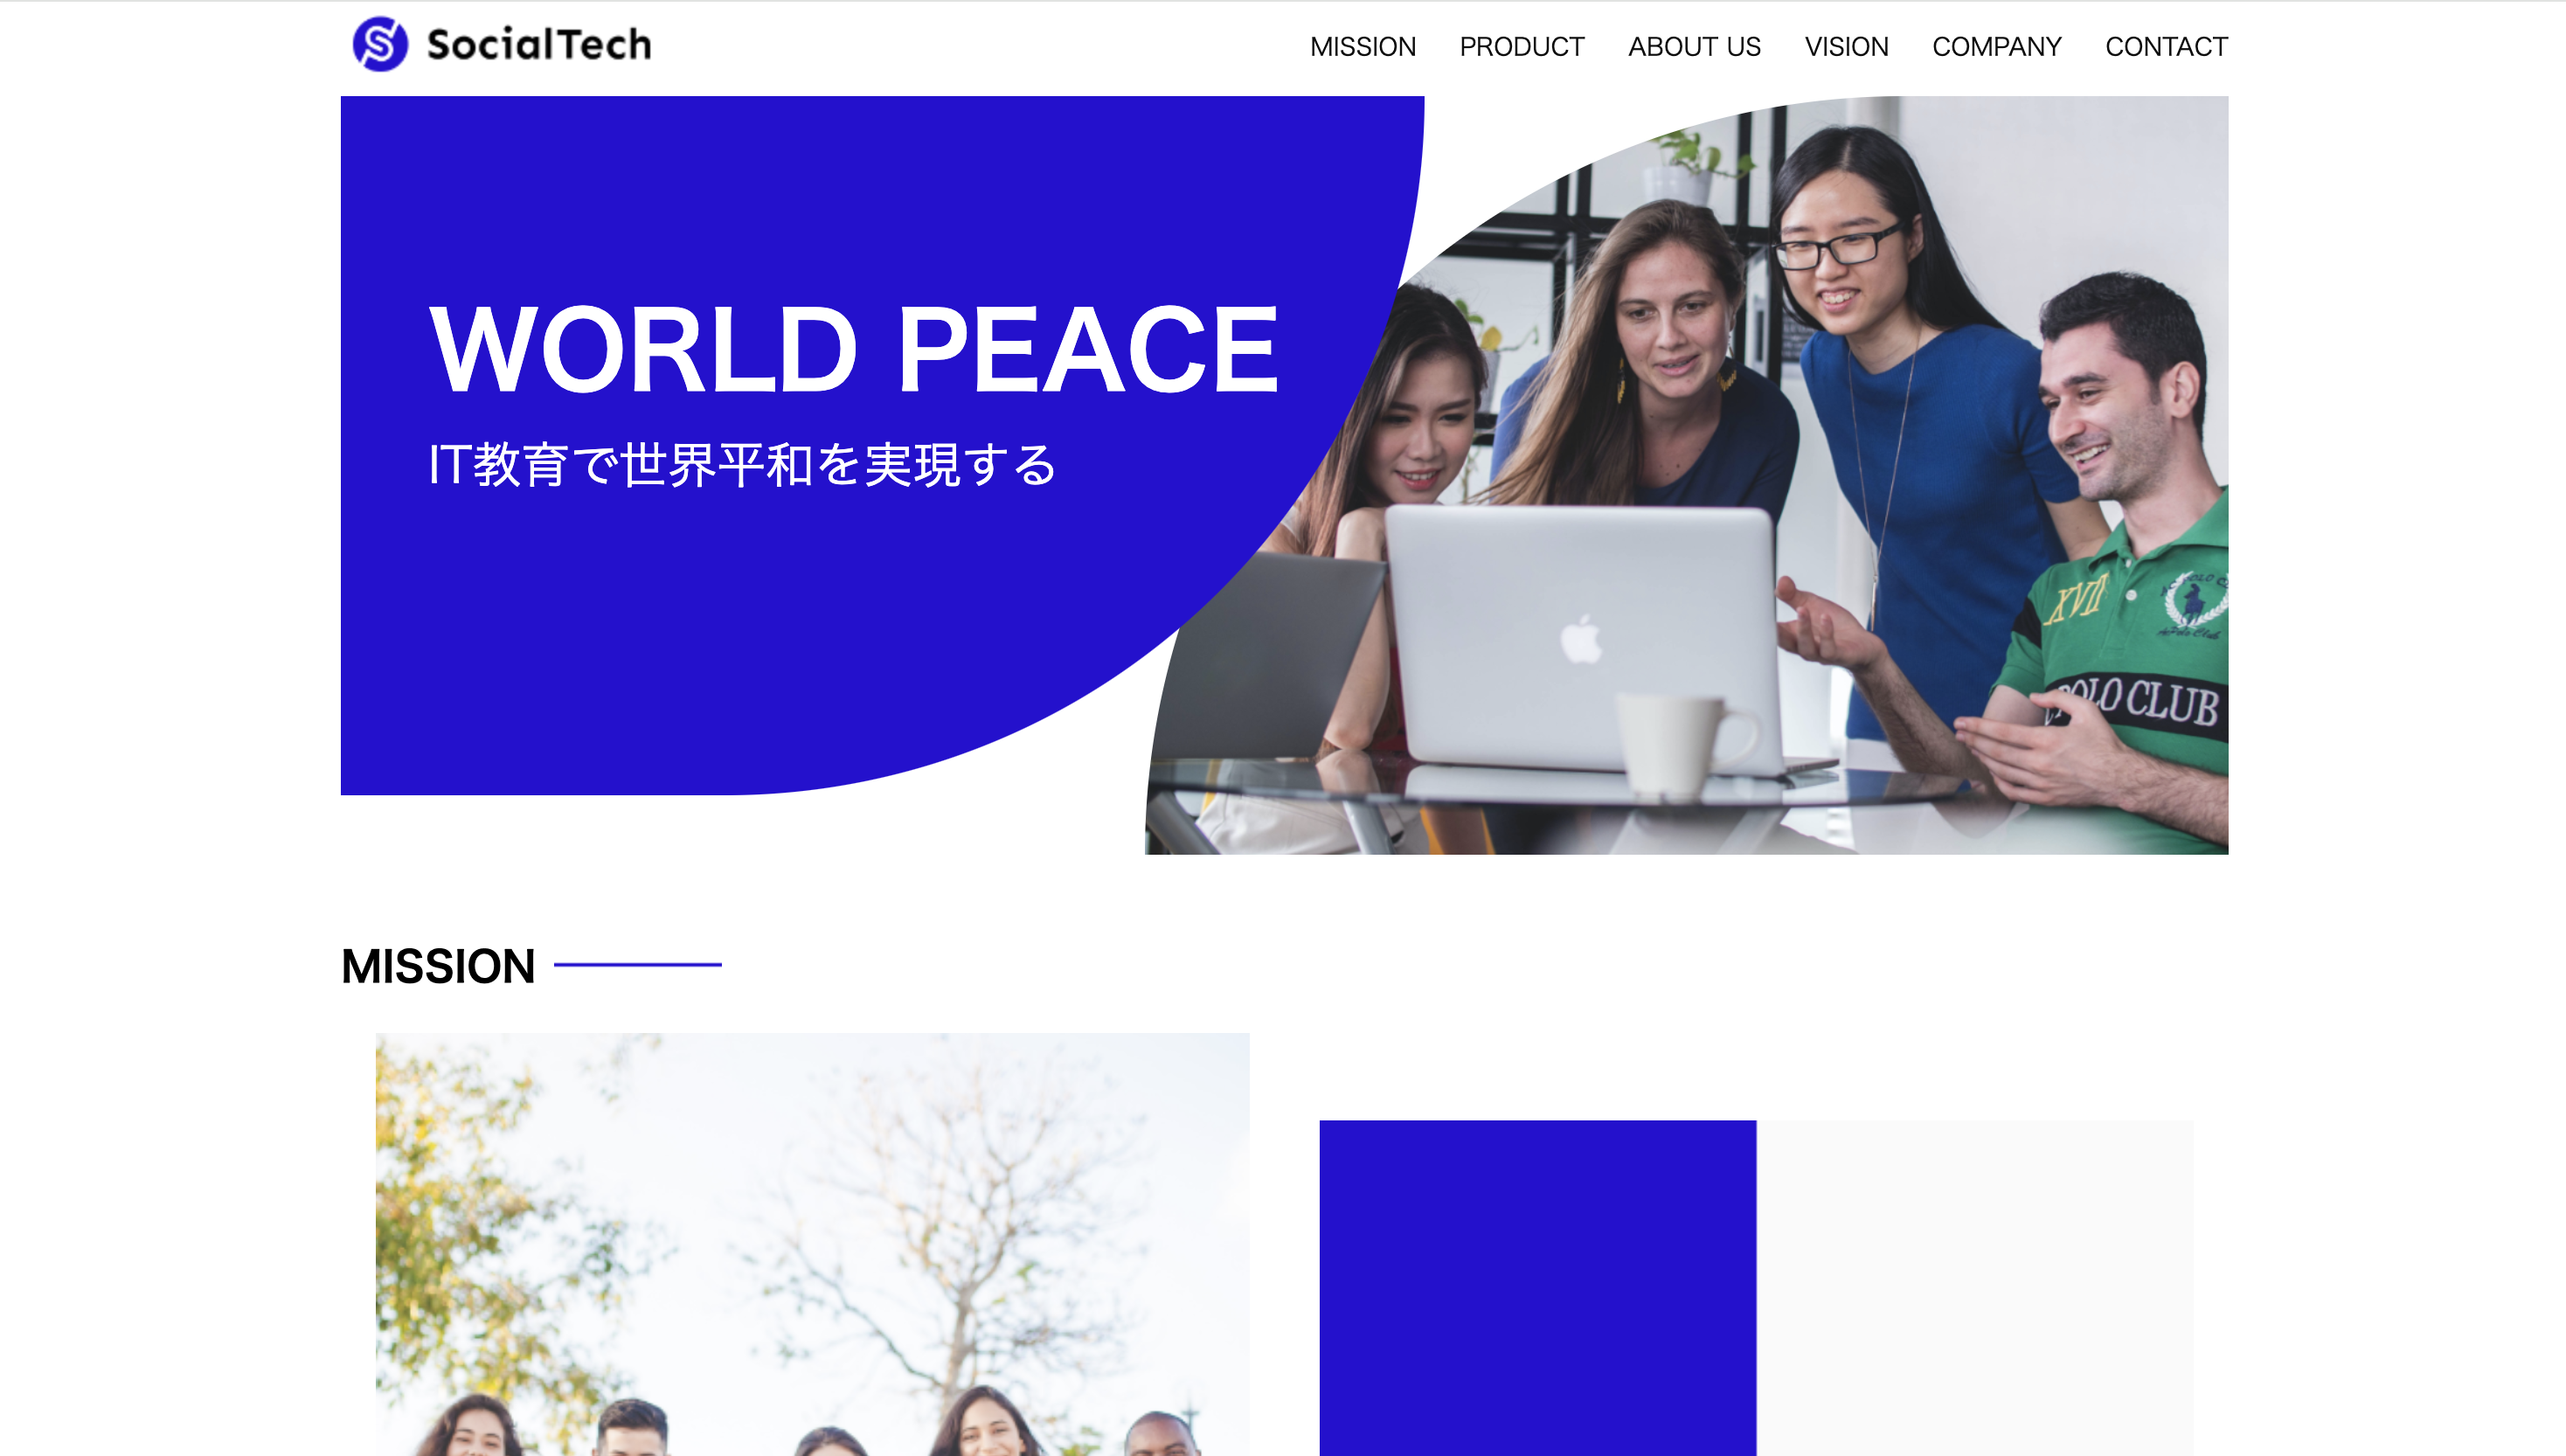 SocialTech
MISSION PRODUCT ABOUT US VISION COMPANY CONTACT
WORLD PEACE
IT教育で世界平和を実現する
XVII
POLO CLUB
MISSION